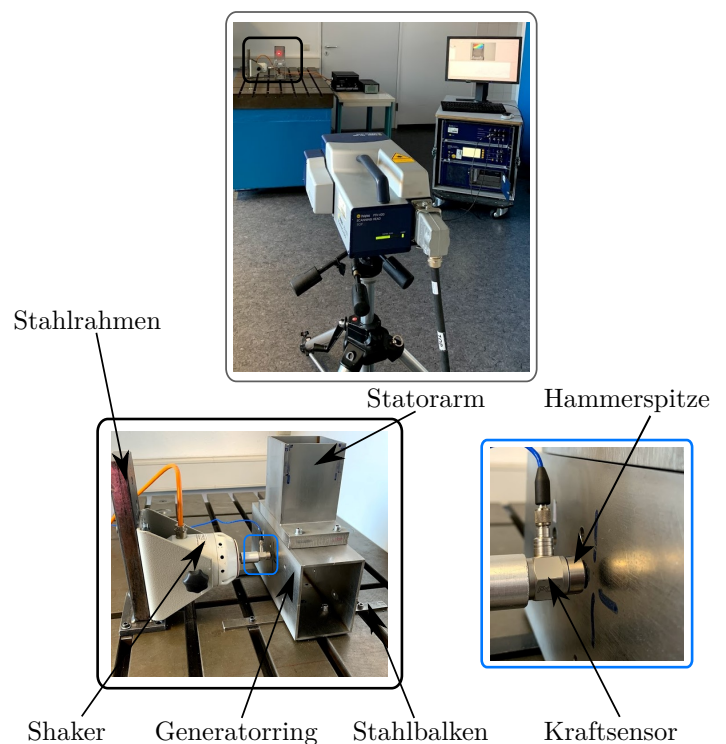 Stahlrahmen
Statorarm
Hammerspitze
Shaker
Generatorring
Stahlbalken
Kraftsensor